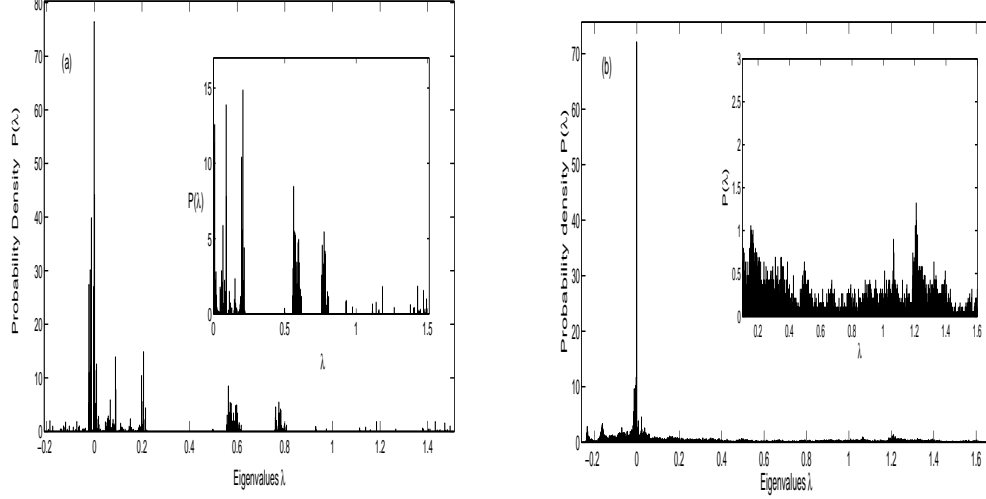 80
70
60
50
40
30
20
10
0
Probability Density P(λ)
(a)
−0.2 0 0.2 0.4 0.6 0.8 1 1.2 1.4
Eigenvalues λ
15
10
5
0
P(λ)
0 0.5 1 1.5
λ
70
60
50
40
30
20
10
0
Probability density P(λ)
(b)
−0.2 0 0.2 0.4 0.6 0.8 1 1.2 1.4 1.6
Eigenvalues λ
3
2.5
2
1.5
1
0.5
0
P(λ)
0.2 0.4 0.6 0.8 1 1.2 1.4 1.6
λ